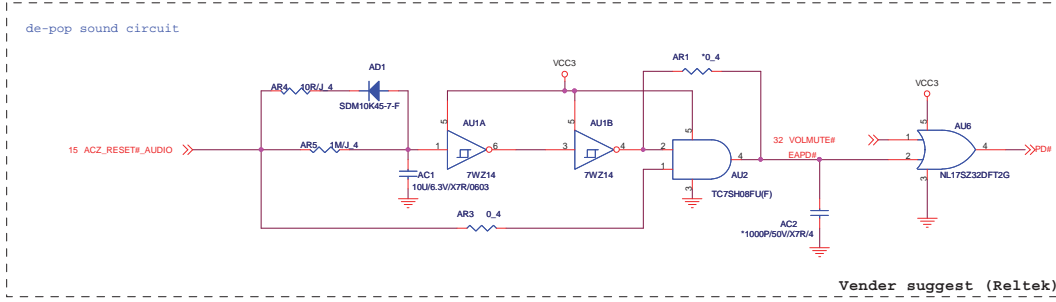 de-pop sound circuit
AR1 *0_4
VCC3
AD1
AR4 10R/J_4
SDM10K45-7-F
VCC3
AU1A
AU1B
AU6
5
5
5
5
15 ACZ_RESET#_AUDIO
AR5 1M/J_4
1
6
3
4
2
4
32 VOLMUTE#
1
4
PD#
EAPD#
2
1
AU2
7WZ14
7WZ14
AC1
10U/6.3V/X7R/0603
3
TC7SH08FU(F)
3
NL17SZ32DFT2G
AR3 0_4
AC2
*1000P/50V/X7R/4
Vender suggest (Reltek)